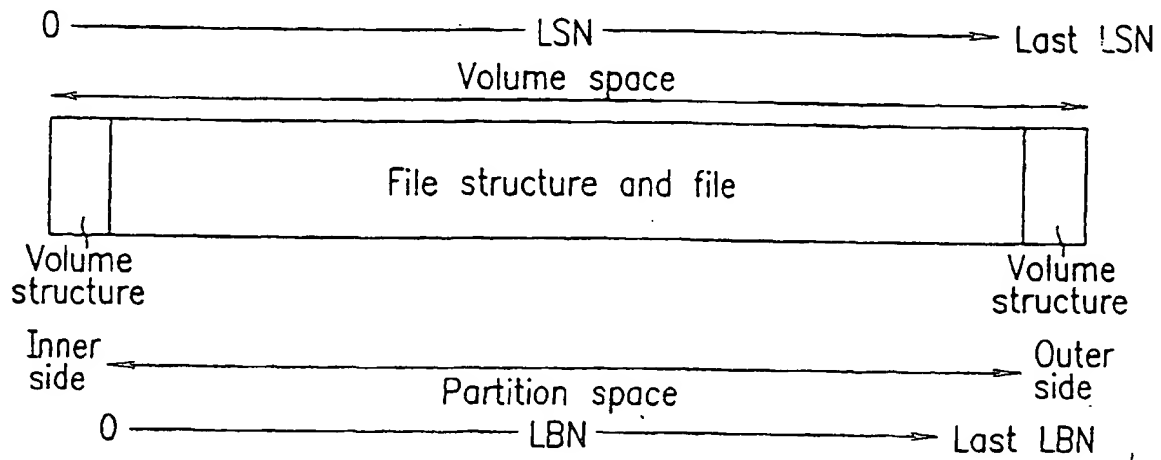 0 LSN Last LSN
Volume space
File structure and file
Volume
structure
Volume
structure
Inner
side
Outer
side
Partition space
0 LBN Last LBN